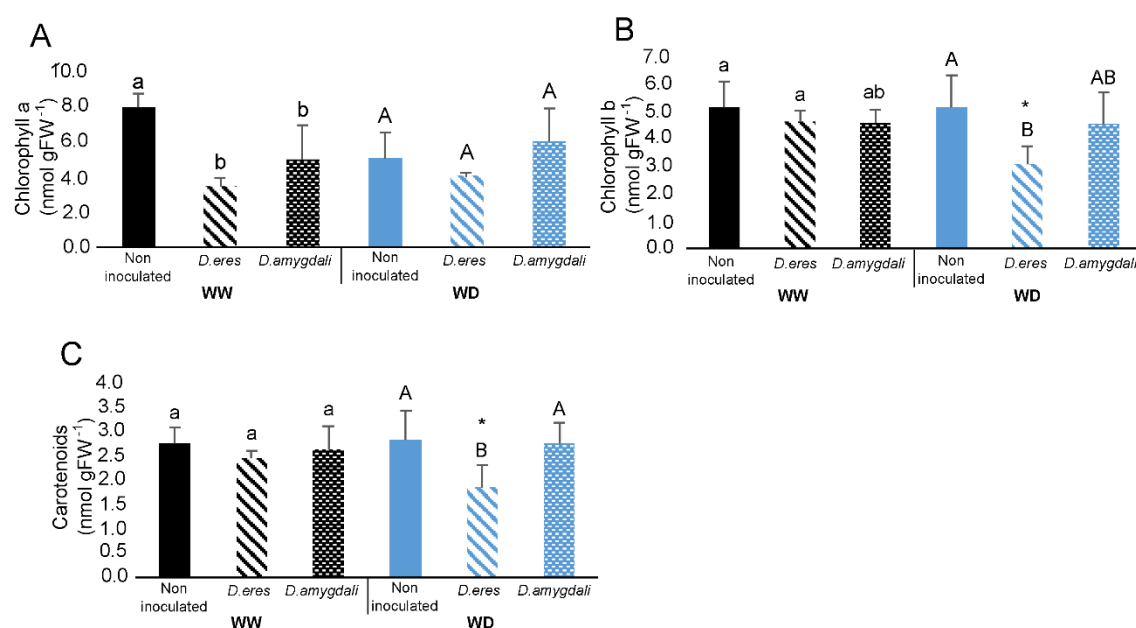 A
Chlorophyll a
(nmol gFW⁻¹)
10.0
8.0
6.0
4.0
2.0
0.0
a
b
b
A
A
A
Non
inoculated
D.eres
D.amygdali
Non
inoculated
D.eres
D.amygdali
WW
WD
B
Chlorophyll b
(nmol gFW⁻¹)
7.0
6.0
5.0
4.0
3.0
2.0
1.0
0.0
a
a
ab
A
*
B
AB
Non
inoculated
D.eres
D.amygdali
Non
inoculated
D.eres
D.amygdali
WW
WD
C
Carotenoids
(nmol gFW⁻¹)
4.0
3.5
3.0
2.5
2.0
1.5
1.0
0.5
0.0
a
a
a
A
*
B
A
Non
inoculated
D.eres
D.amygdali
Non
inoculated
D.eres
D.amygdali
WW
WD